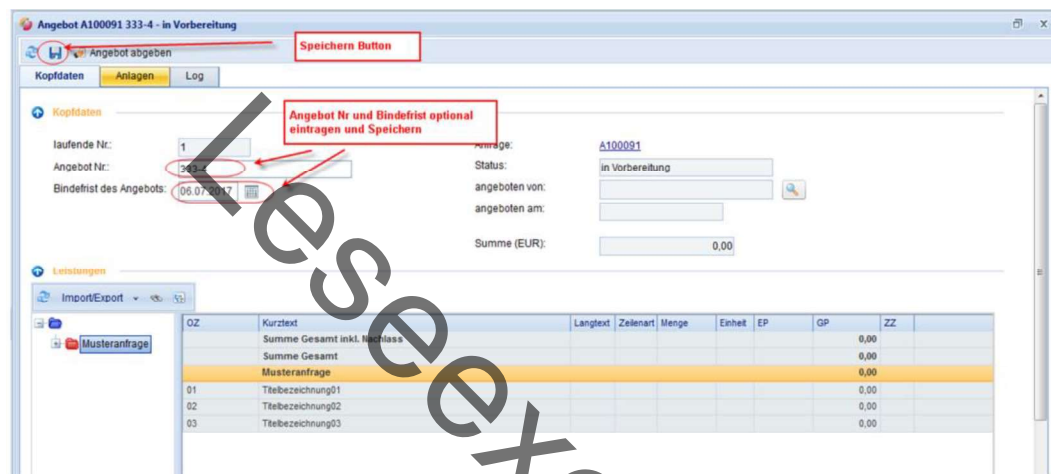 Angebot A100091 333-4 - in Vorbereitung
Speichern Button
Angebot abgeben
Kopfdaten Anlagen Log
Kopfdaten
Angebot Nr und Bindefrist optional
eintragen und Speichern
laufende Nr.: 1 Anfrage: A100091
Angebot Nr.: 333-4 Status: in Vorbereitung
Bindefrist des Angebots: 06.07.2017 angeboten von:
angeboten am:
Summe (EUR): 0,00
Leistungen
Import/Export
OZ Kurztext Langtext Zeilenart Menge Einheit EP GP ZZ
Musteranfrage
Summe Gesamt inkl. Nachlass 0,00
Summe Gesamt 0,00
Musteranfrage 0,00
01 Titelbezeichnung01 0,00
02 Titelbezeichnung02 0,00
03 Titelbezeichnung03 0,00